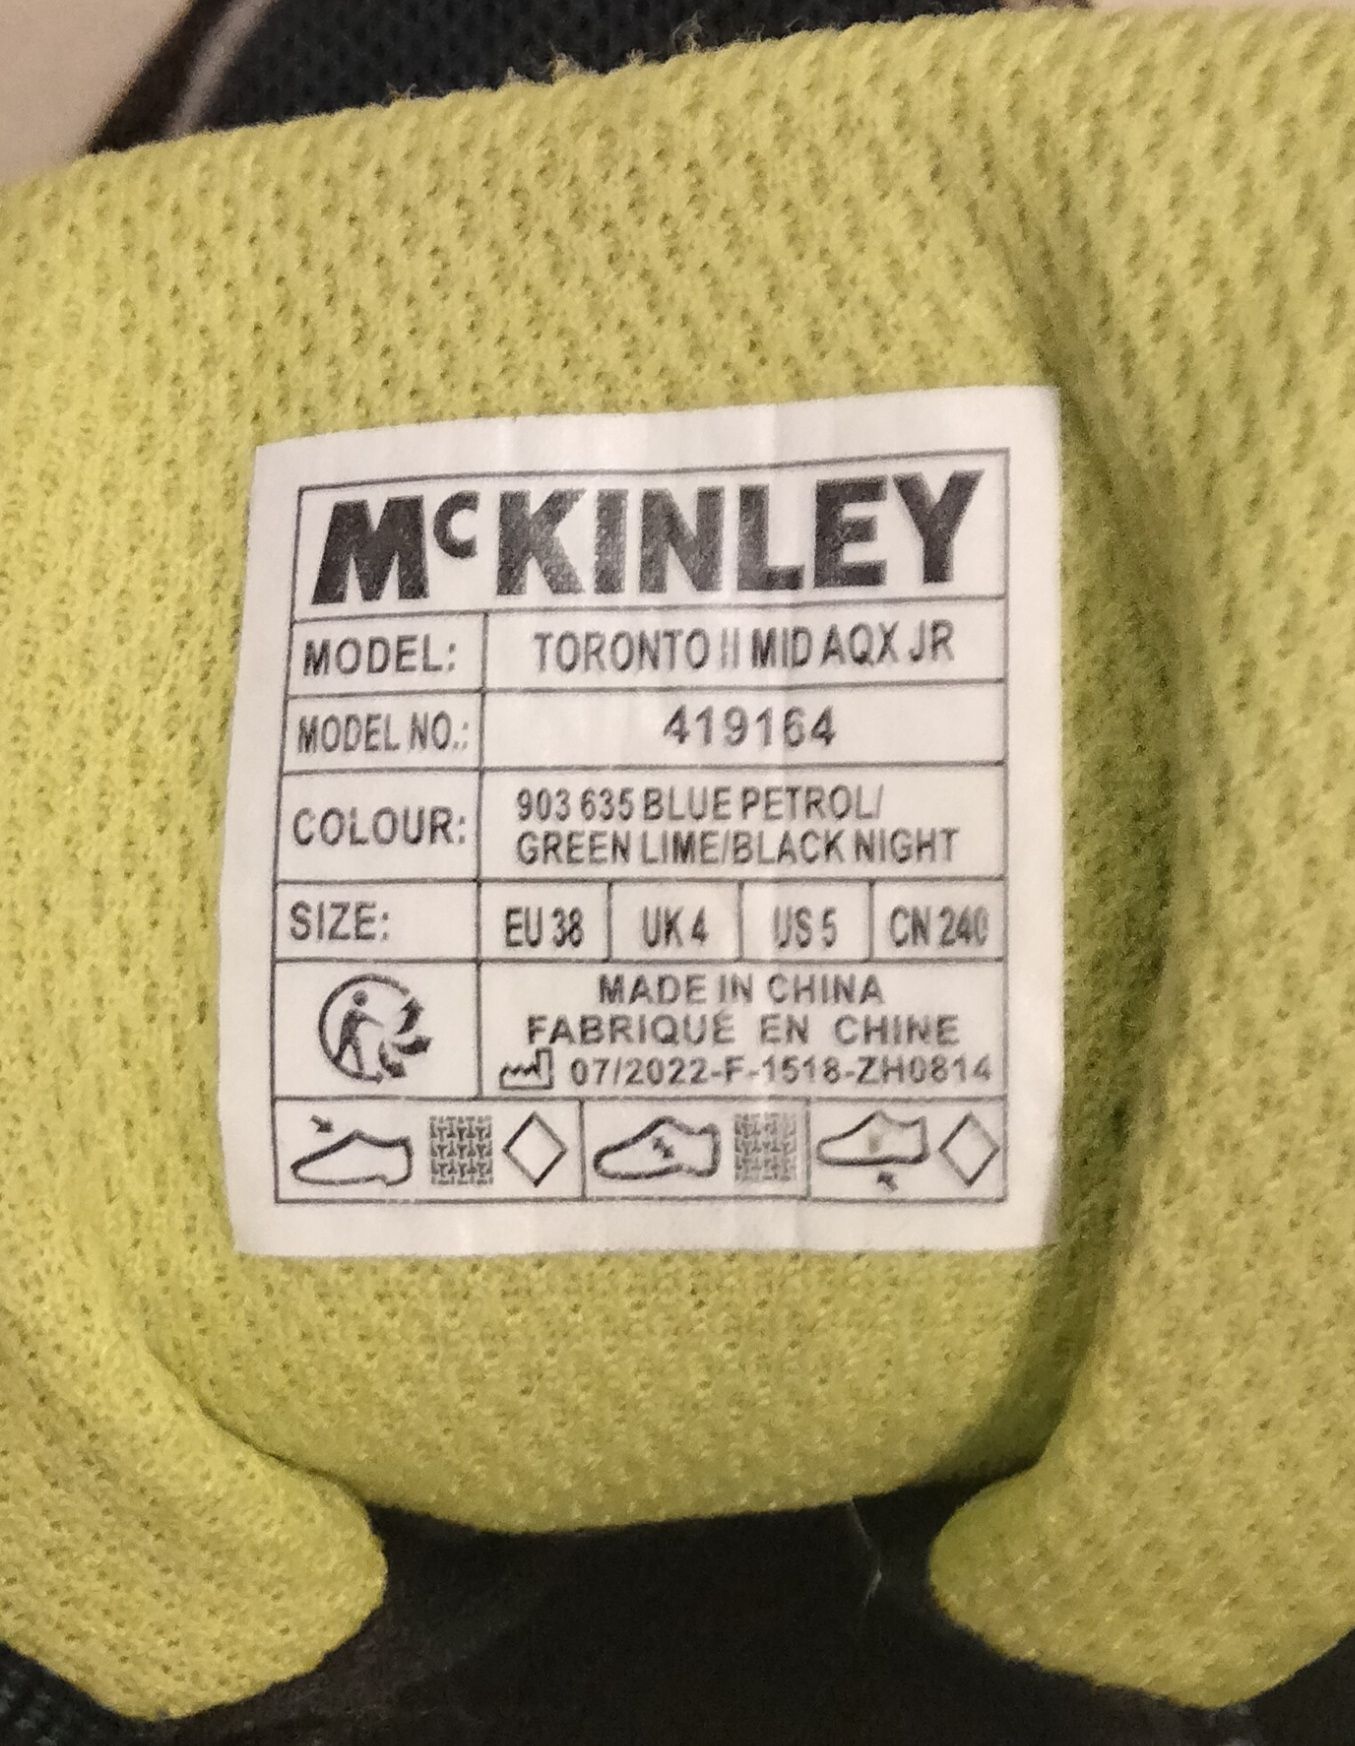 McKINLEY
MODEL: TORONTO II MID AQX JR
MODEL NO.: 419164
COLOUR: 903 635 BLUE PETROL/
GREEN LIME/BLACK NIGHT
SIZE: EU 38 UK 4 US 5 CN 240
MADE IN CHINA
FABRIQUÉ EN CHINE
07/2022-F-1518-ZH0814